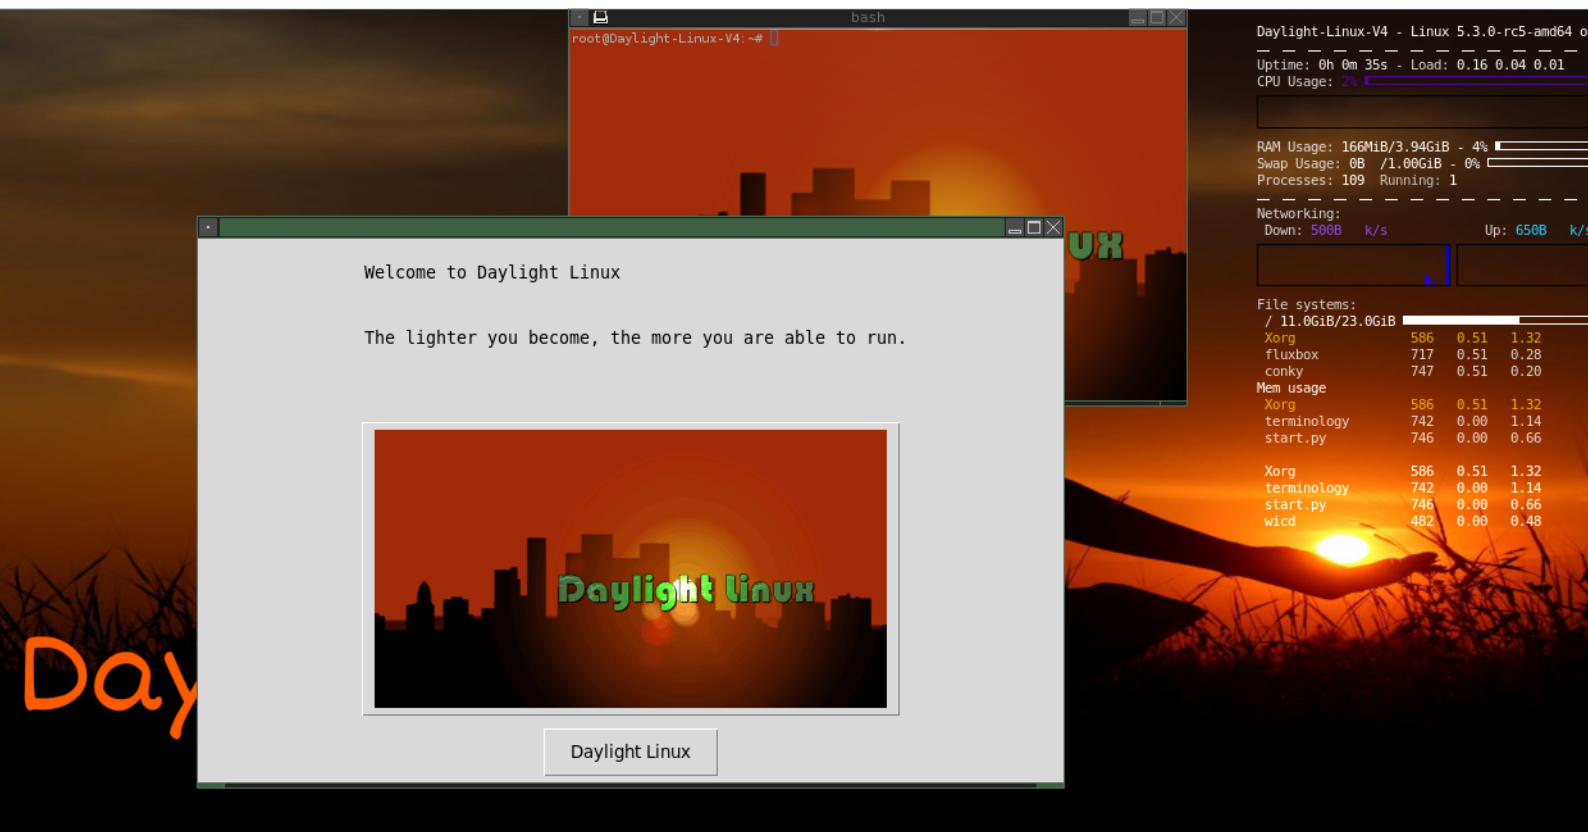 bash
root@Daylight-Linux-V4:~#
ux
Welcome to Daylight Linux
The lighter you become, the more you are able to run.
Daylight Linux
Daylight Linux
Day
Daylight-Linux-V4 - Linux 5.3.0-rc5-amd64 o
Uptime: 0h 0m 35s - Load: 0.16 0.04 0.01
CPU Usage: 2%
RAM Usage: 166MiB/3.94GiB - 4%
Swap Usage: 0B /1.00GiB - 0%
Processes: 109 Running: 1
Networking:
Down: 500B k/s Up: 650B k/s
File systems:
/ 11.0GiB/23.0GiB
Xorg 586 0.51 1.32
fluxbox 717 0.51 0.28
conky 747 0.51 0.20
Mem usage
Xorg 586 0.51 1.32
terminology 742 0.00 1.14
start.py 746 0.00 0.66
Xorg 586 0.51 1.32
terminology 742 0.00 1.14
start.py 746 0.00 0.66
wicd 482 0.00 0.48